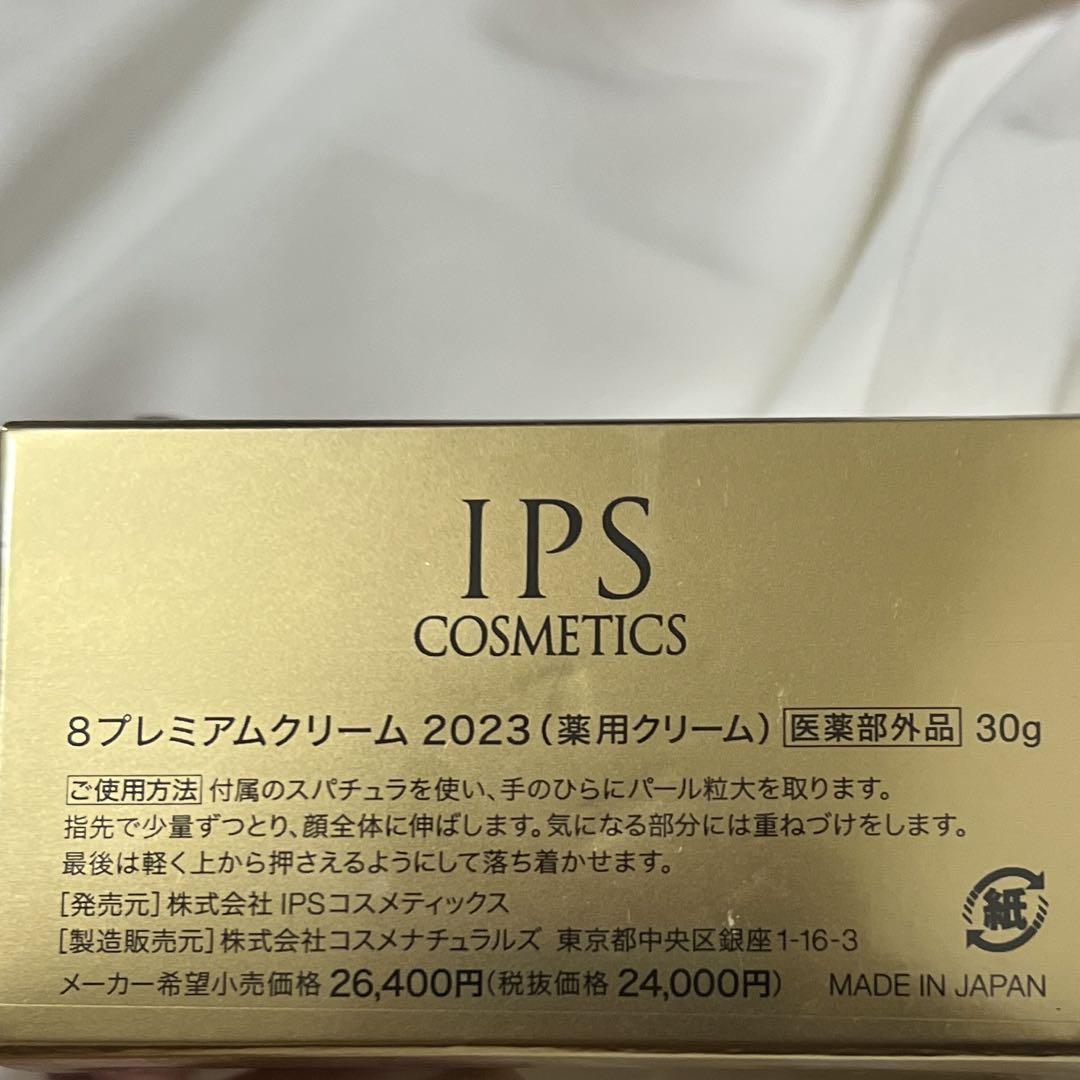 IPS
COSMETICS
8プレミアムクリーム 2023(薬用クリーム) 医薬部外品 30g
ご使用方法 付属のスパチュラを使い、手のひらにパール粒大を取ります。
指先で少量ずつとり、顔全体に伸ばします。気になる部分には重ねづけをします。
最後は軽く上から押さえるようにして落ち着かせます。
[発売元]株式会社 IPSコスメティックス
[製造販売元]株式会社コスメナチュラルズ 東京都中央区銀座1-16-3
紙
メーカー希望小売価格 26,400円(税抜価格 24,000円) MADE IN JAPAN